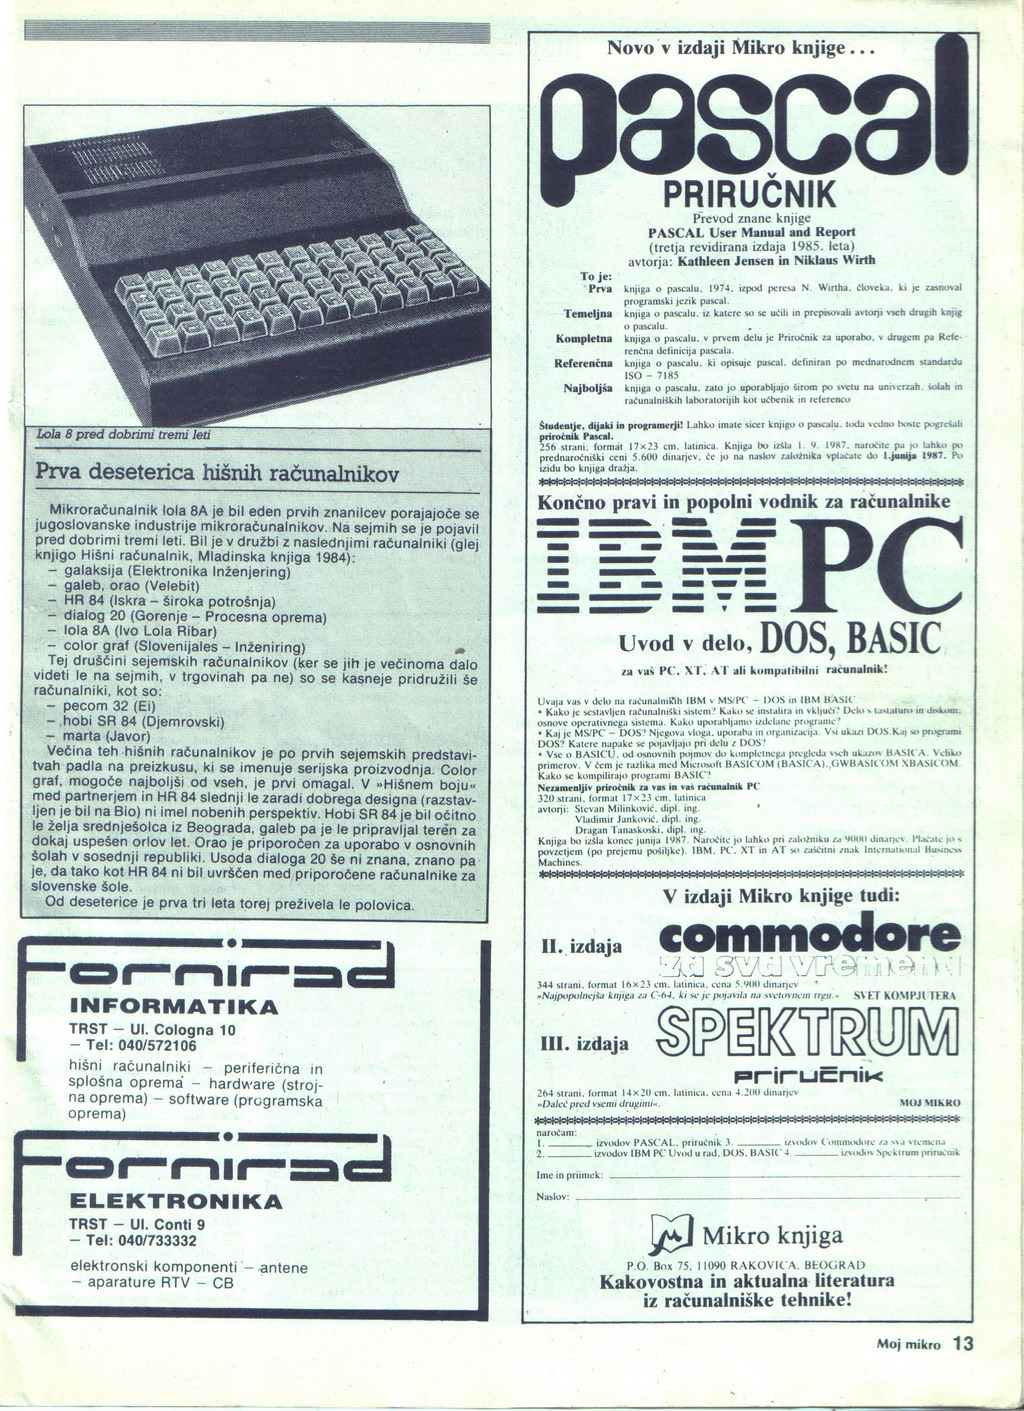 Lola 8 pred dobrimi tremi leti
Prva deseterica hišnih računalnikov
Mikroračunalnik lola 8A je bil eden prvih znanilcev porajajoče se
jugoslovanske industrije mikroračunalnikov. Na sejmih se je pojavil
pred dobrimi tremi leti. Bil je v družbi z naslednjimi računalniki (glej
knjigo Hišni računalnik, Mladinska knjiga 1984):
– galaksija (Elektronika Inženjering)
– galeb, orao (Velebit)
– HR 84 (Iskra – široka potrošnja)
– dialog 20 (Gorenje – Procesna oprema)
– lola 8A (Ivo Lola Ribar)
– color graf (Slovenijales – Inženiring)
Tej druščini sejemskih računalnikov (ker se jih je večinoma dalo
videti le na sejmih, v trgovinah pa ne) so se kasneje pridružili še
računalniki, kot so:
– pecom 32 (Ei)
– hobi SR 84 (Djemrovski)
– marta (Javor)
Večina teh hišnih računalnikov je po prvih sejemskih predstavi-
tvah padla na preizkusu, ki se imenuje serijska proizvodnja. Color
graf, mogoče najboljši od vseh, je prvi omagal. V »Hišnem boju«
med partnerjem in HR 84 slednji le zaradi dobrega designa (razstav-
ljen je bil na Bio) ni imel nobenih perspektiv. Hobi SR 84 je bil očitno
le želja srednješolca iz Beograda, galeb pa je le pripravljal terén za
dokaj uspešen orlov let. Orao je priporočen za uporabo v osnovnih
šolah v sosednji republiki. Usoda dialoga 20 še ni znana, znano pa
je, da tako kot HR 84 ni bil uvrščen med priporočene računalnike za
slovenske šole.
Od deseterice je prva tri leta torej preživela le polovica.
Fornirad
INFORMATIKA
TRST – Ul. Cologna 10
– Tel: 040/572106
hišni računalniki – periferična in
splošna oprema – hardware (stroj-
na oprema) – software (programska
oprema)
Fornirad
ELEKTRONIKA
TRST – Ul. Conti 9
– Tel: 040/733332
elektronski komponenti – antene
– aparature RTV – CB
Novo v izdaji Mikro knjige...
pascal
PRIRUČNIK
Prevod znane knjige
PASCAL User Manual and Report
(tretja revidirana izdaja 1985. leta)
avtorja: Kathleen Jensen in Niklaus Wirth
To je:
Prva knjiga o pascalu, 1974, izpod peresa N. Wirtha, človeka, ki je zasnoval
programski jezik pascal.
Temeljna knjiga o pascalu, iz katere so se učili in prepisovali avtorji vseh drugih knjig
o pascalu.
Kompletna knjiga o pascalu, v prvem delu je Priročnik za uporabo, v drugem pa Refe-
renčna definicija pascala.
Referenčna knjiga o pascalu, ki opisuje pascal, definiran po mednarodnem standardu
ISO – 7185
Najboljša knjiga o pascalu, zato jo uporabljajo širom po svetu na univerzah, šolah in
računalniških laboratorijih kot učbenik in referenco
Študentje, dijaki in programerji! Lahko imate sicer knjigo o pascalu, toda vedno boste pogrešali
priročnik Pascal.
256 strani, format 17×23 cm, latinica. Knjiga bo izšla 1. 9. 1987, naročite pa jo lahko po
prednaročniški ceni 5.600 dinarjev, če jo na naslov založnika vplačate do 1.junija 1987. Po
izidu bo knjiga dražja.
Končno pravi in popolni vodnik za računalnike
IBM PC
Uvod v delo, DOS, BASIC
za vaš PC, XT, AT ali kompatibilni računalnik!
Uvaja vas v delo na računalnikih IBM v MS/PC – DOS in IBM BASIC
• Kako je sestavljen računalniški sistem? Kako se instalira in vključi? Delo s tastaturo in diskom,
osnove operativnega sistema. Kako uporabljamo izdelane programe?
• Kaj je MS/PC – DOS? Njegova vloga, uporaba in organizacija. Vsi ukazi DOS. Kaj so programi
DOS? Katere napake se pojavljajo pri delu z DOS?
• Vse o BASICU, od osnovnih pojmov do kompletnega pregleda vseh ukazov BASICA. Veliko
primerov. V čem je razlika med Microsoft BASICOM (BASICA), GWBASICOM XBASICOM.
Kako se kompilirajo programi BASIC?
Nezamenljiv priročnik za vas in vaš računalnik PC
320 strani, format 17×23 cm, latinica
avtorji: Stevan Milinković, dipl. ing.
Vladimir Janković, dipl. ing.
Dragan Tanaskoski, dipl. ing.
Knjiga bo izšla konec junija 1987. Naročite jo lahko pri založniku za 9000 dinarjev. Plačate jo s
povzetjem (po prejemu pošiljke). IBM, PC, XT in AT so zaščitni znak International Business
Machines.
V izdaji Mikro knjige tudi:
II. izdaja
commodore
za sva vremena
344 strani, format 16×23 cm, latinica, cena 5.900 dinarjev
»Najpopolnejša knjiga za C-64, ki se je pojavila na svetovnem trgu.« SVET KOMPJUTERA
III. izdaja
SPEKTRUM
priručnik
264 strani, format 14×20 cm, latinica, cena 4.200 dinarjev
»Daleč pred vsemi drugimi«. MOJ MIKRO
naročam:
1. ______ izvodov PASCAL, priručnik 3. ______ izvodov Commodore za sva vremena
2. ______ izvodov IBM PC Uvod u rad, DOS, BASIC 4. ______ izvodov Spektrum priručnik
Ime in priimek:
Naslov:
Mikro knjiga
P.O. Box 75, 11090 RAKOVICA, BEOGRAD
Kakovostna in aktualna literatura
iz računalniške tehnike!
Moj mikro 13